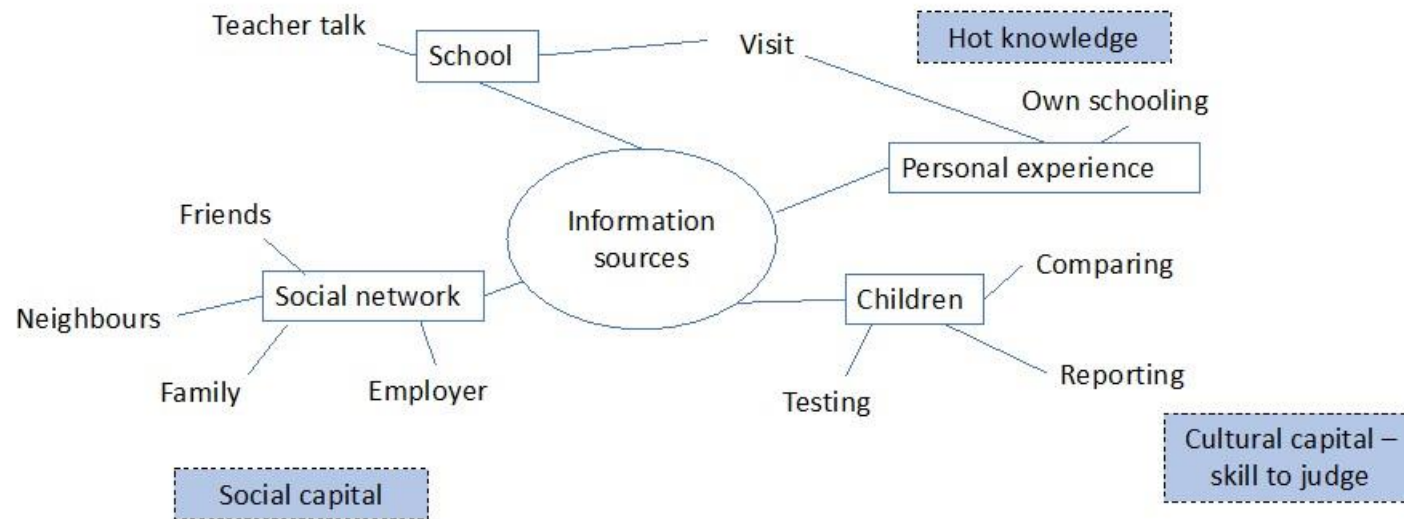 Teacher talk
School
Visit
Hot knowledge
Own schooling
Personal experience
Information
sources
Friends
Social network
Neighbours
Family
Employer
Children
Comparing
Reporting
Testing
Cultural capital –
skill to judge
Social capital